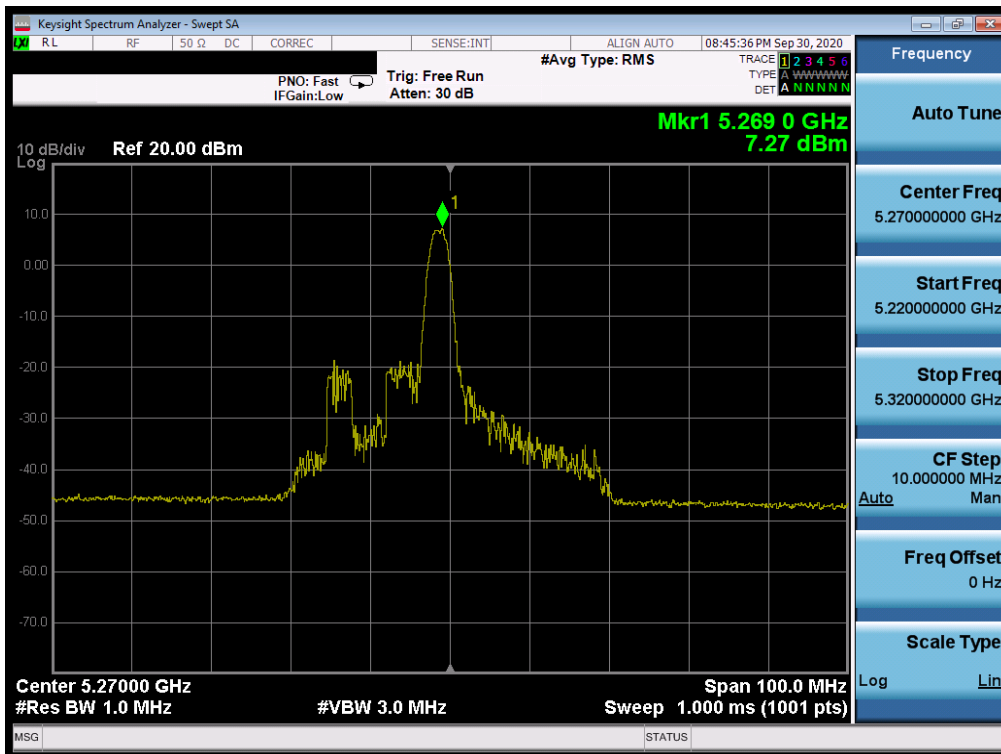 Keysight Spectrum Analyzer - Swept SA
LXI RL RF 50 Ω DC CORREC SENSE:INT ALIGN AUTO 08:45:36 PM Sep 30, 2020
PNO: Fast
IFGain:Low
Trig: Free Run
Atten: 30 dB
#Avg Type: RMS
TRACE 1 2 3 4 5 6
TYPE A WWWWW
DET A N N N N N
Mkr1 5.269 0 GHz
7.27 dBm
10 dB/div Ref 20.00 dBm
Log
1
10.0
0.00
-10.0
-20.0
-30.0
-40.0
-50.0
-60.0
-70.0
Center 5.27000 GHz Span 100.0 MHz
#Res BW 1.0 MHz #VBW 3.0 MHz Sweep 1.000 ms (1001 pts)
MSG STATUS
Frequency
Auto Tune
Center Freq
5.270000000 GHz
Start Freq
5.220000000 GHz
Stop Freq
5.320000000 GHz
CF Step
10.000000 MHz
Auto Man
Freq Offset
0 Hz
Scale Type
Log Lin